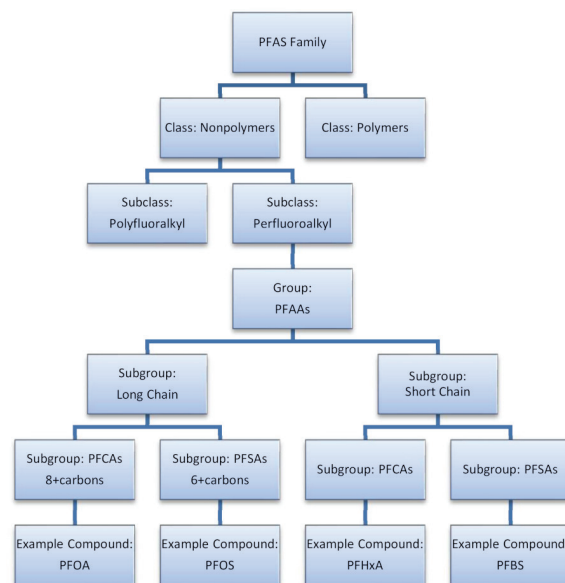 PFAS Family
Class: Nonpolymers
Class: Polymers
Subclass:
Polyfluoralkyl
Subclass:
Perfluoroalkyl
Group:
PFAAs
Subgroup:
Long Chain
Subgroup:
Short Chain
Subgroup: PFCAs
8+carbons
Subgroup: PFSAs
6+carbons
Subgroup: PFCAs
Subgroup: PFSAs
Example Compound:
PFOA
Example Compound:
PFOS
Example Compound:
PFHxA
Example Compound:
PFBS